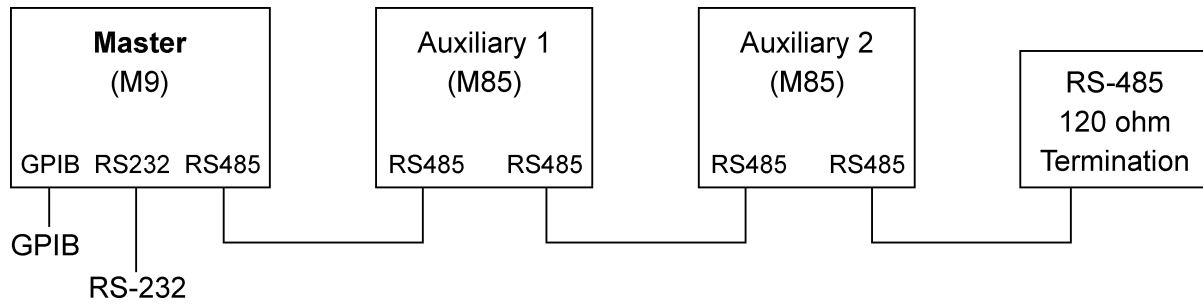 Master
(M9)
GPIB RS232 RS485
GPIB
RS-232
Auxiliary 1
(M85)
RS485 RS485
Auxiliary 2
(M85)
RS485 RS485
RS-485
120 ohm
Termination